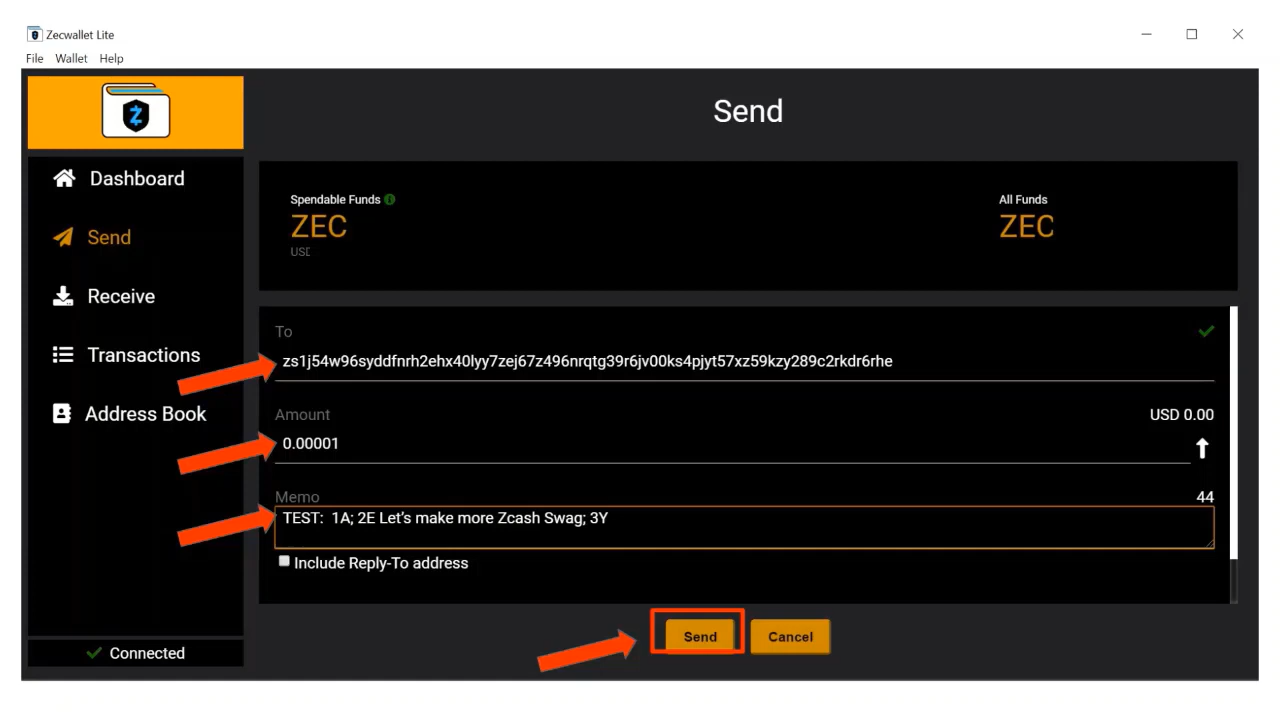 Zecwallet Lite
File Wallet Help
Send
Dashboard
Spendable Funds
All Funds
ZEC
ZEC
Send
Receive
To
zs1j54w96syddfnrh2ehx40lyy7zej67z496nrqtg39r6jv00ks4pjyt57xz59kzy289c2rkdr6rhe
Transactions
Address Book
Amount
USD 0.00
0.00001
Memo
44
TEST:  1A; 2E Let's make more Zcash Swag; 3Y
Include Reply-To address
Send
Cancel
Connected